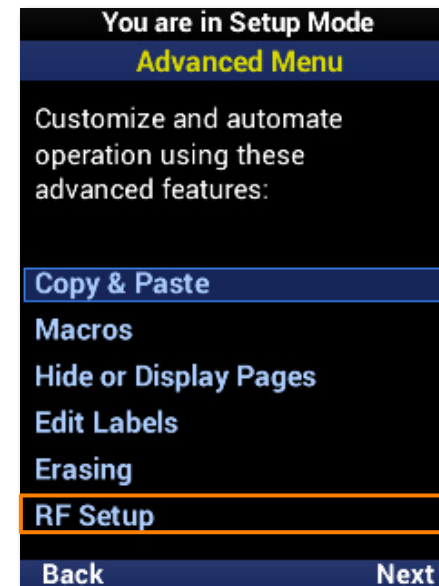 You are in Setup Mode
Advanced Menu
Customize and automate
operation using these
advanced features:
Copy & Paste
Macros
Hide or Display Pages
Edit Labels
Erasing
RF Setup
Back Next